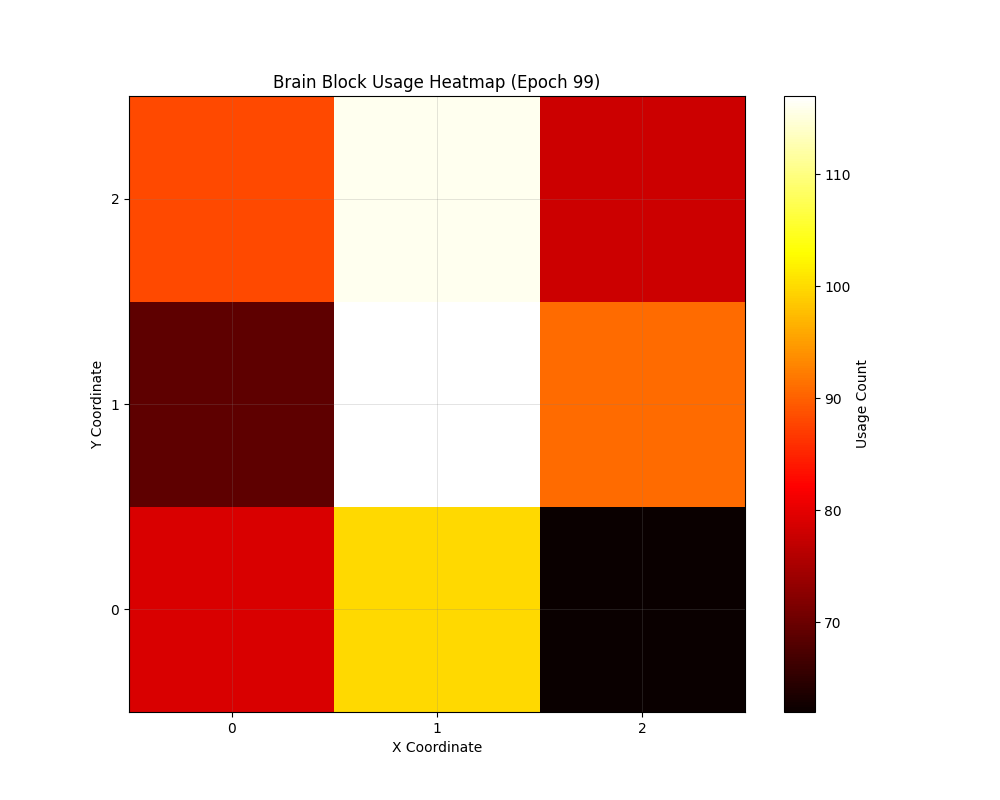 Brain Block Usage Heatmap (Epoch 99)
2
1
0
Y Coordinate
0 1 2
X Coordinate
110
100
90
80
70
Usage Count